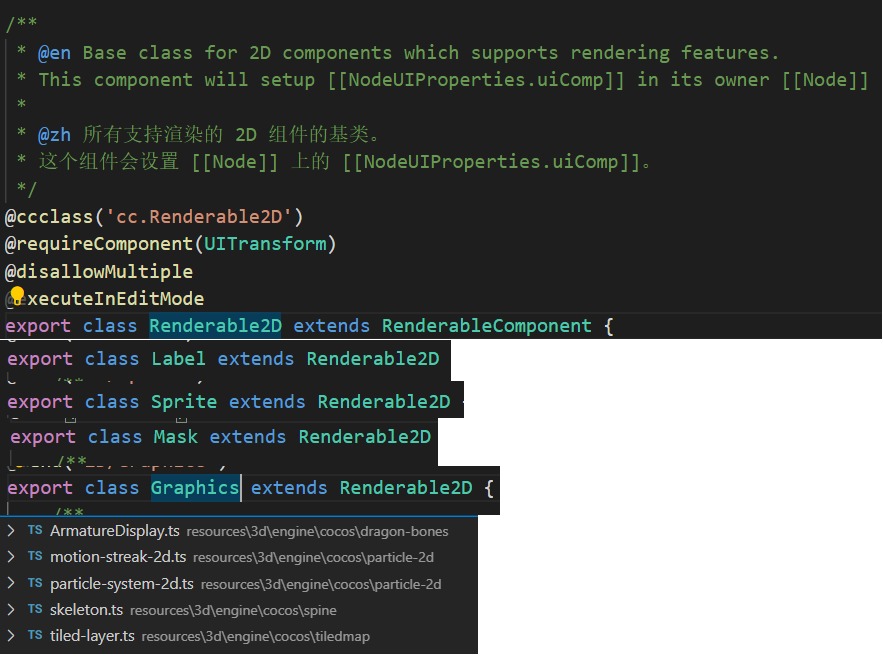 /**
* @en Base class for 2D components which supports rendering features.
* This component will setup [[NodeUIProperties.uiComp]] in its owner [[Node]]
*
* @zh 所有支持渲染的 2D 组件的基类。
* 这个组件会设置 [[Node]] 上的 [[NodeUIProperties.uiComp]]。
*/
@ccclass('cc.Renderable2D')
@requireComponent(UITransform)
@disallowMultiple
@executeInEditMode
export class Renderable2D extends RenderableComponent {
export class Label extends Renderable2D
export class Sprite extends Renderable2D
export class Mask extends Renderable2D
/**
export class Graphics extends Renderable2D {
/**
> TS ArmatureDisplay.ts resources\3d\engine\cocos\dragon-bones
> TS motion-streak-2d.ts resources\3d\engine\cocos\particle-2d
> TS particle-system-2d.ts resources\3d\engine\cocos\particle-2d
> TS skeleton.ts resources\3d\engine\cocos\spine
> TS tiled-layer.ts resources\3d\engine\cocos\tiledmap